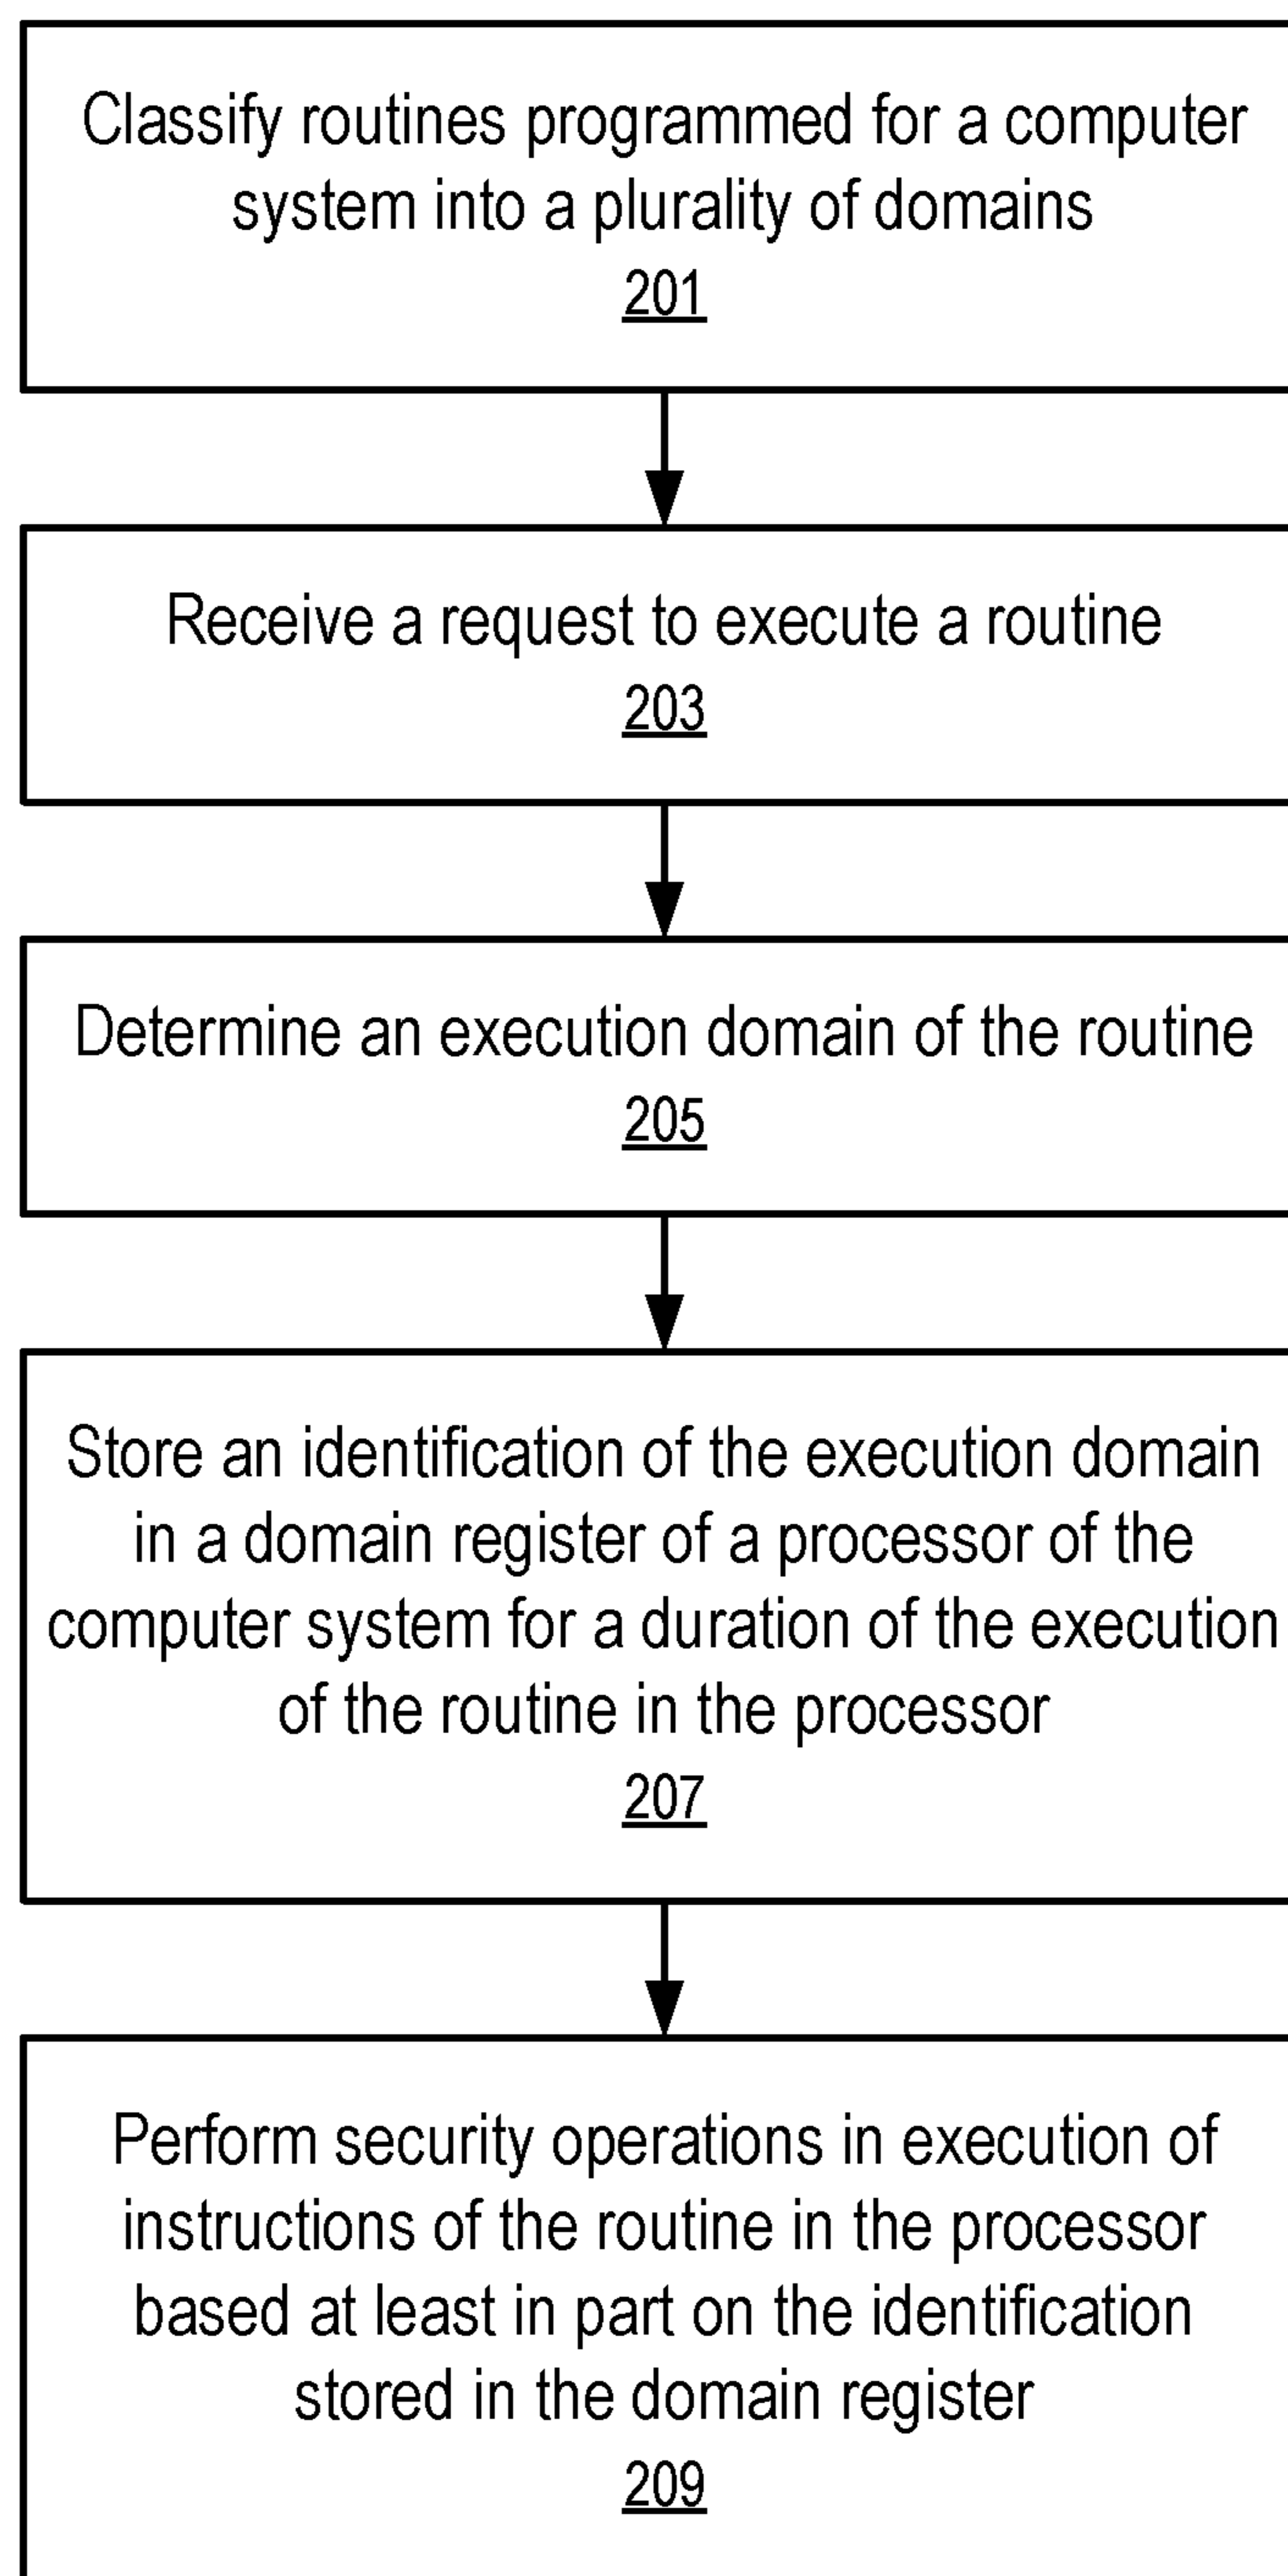 Classify routines programmed for a computer
system into a plurality of domains
201
Receive a request to execute a routine
203
Determine an execution domain of the routine
205
Store an identification of the execution domain
in a domain register of a processor of the
computer system for a duration of the execution
of the routine in the processor
207
Perform security operations in execution of
instructions of the routine in the processor
based at least in part on the identification
stored in the domain register
209